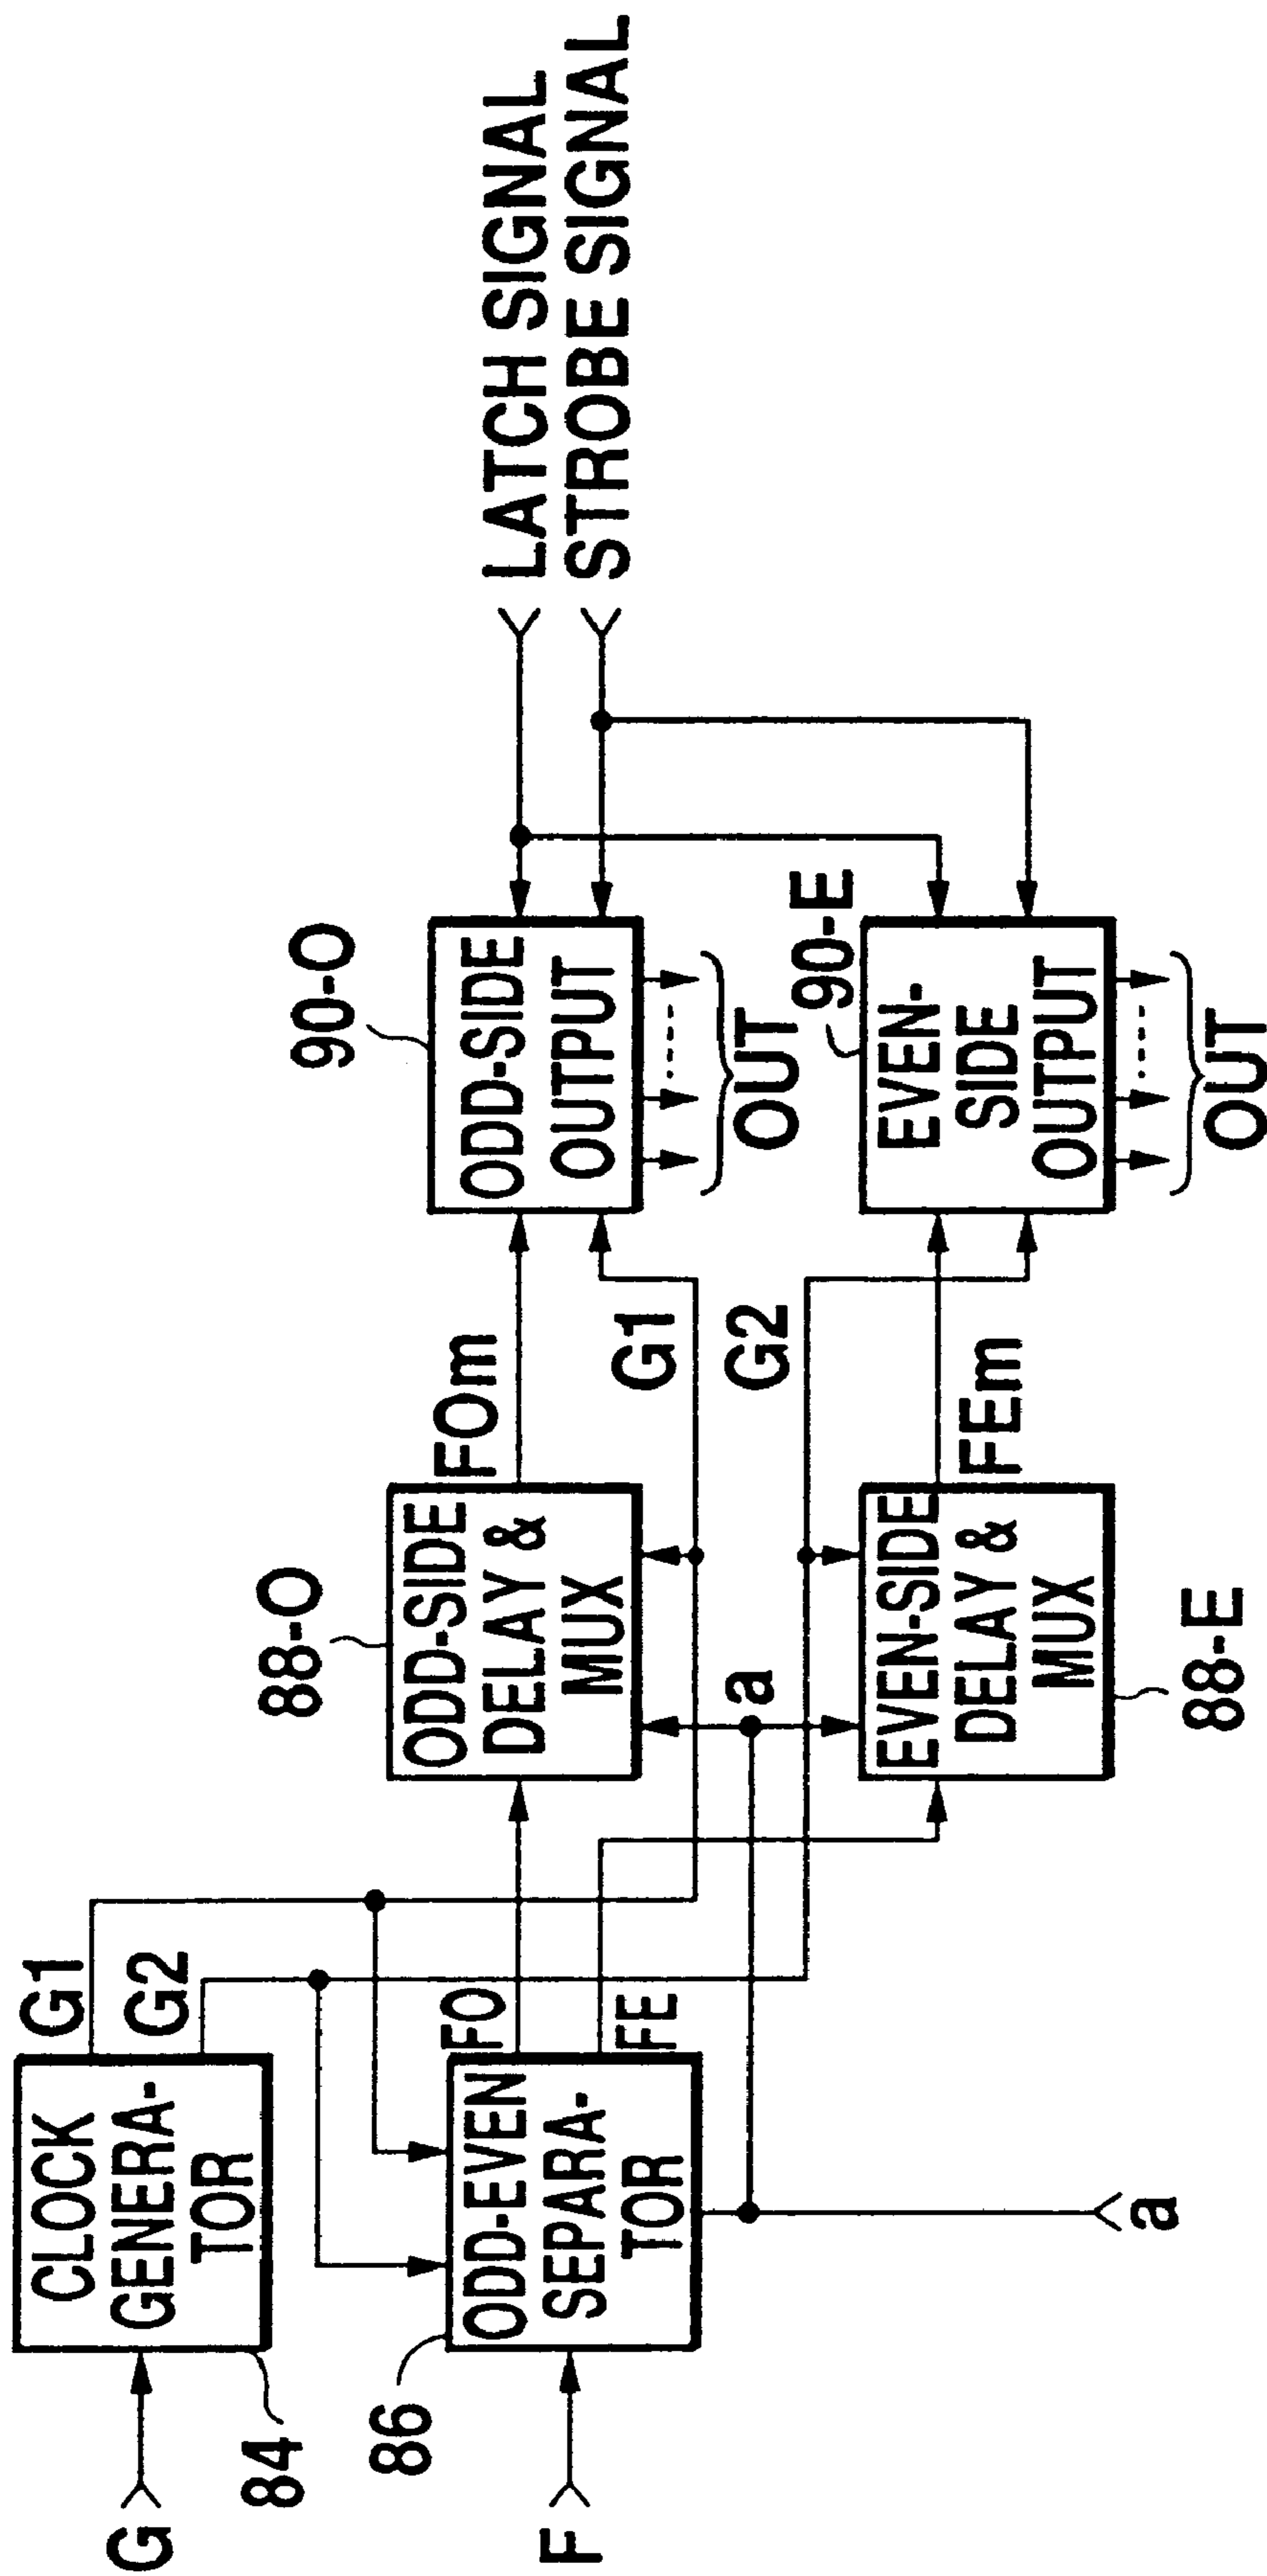 G
84
CLOCK
GENERA-
TOR
G1
G2
F
86
ODD-EVEN
SEPARA-
TOR
FO
FE
a
88-O
ODD-SIDE
DELAY &
MUX
a
EVEN-SIDE
DELAY &
MUX
88-E
FOm
G1
G2
FEm
90-O
ODD-SIDE
OUTPUT
OUT
90-E
EVEN-
SIDE
OUTPUT
OUT
LATCH SIGNAL
STROBE SIGNAL